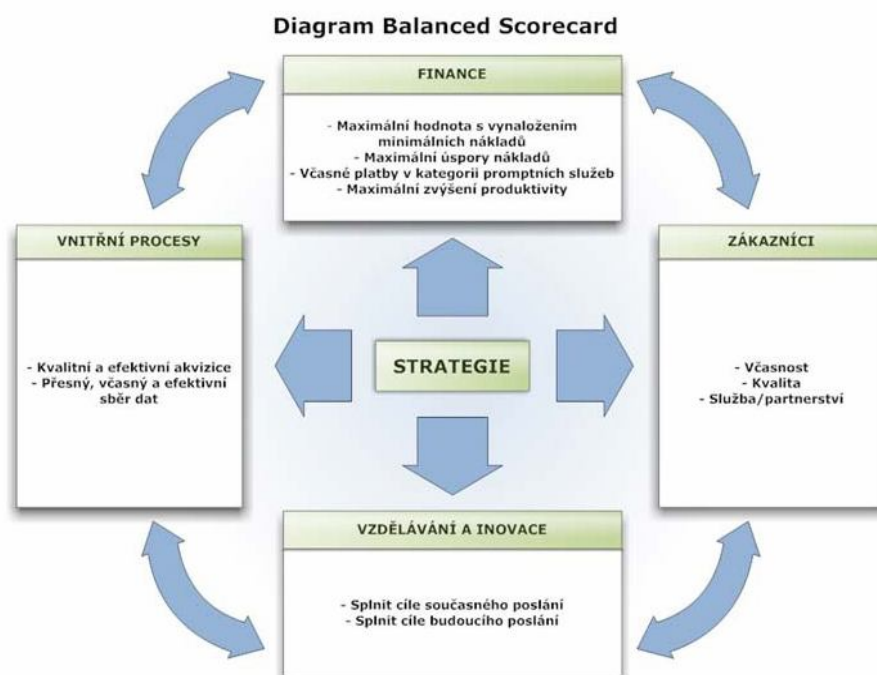 Diagram Balanced Scorecard
FINANCE
- Maximální hodnota s vynaložením
minimálních nákladů
- Maximální úspory nákladů
- Včasné platby v kategorii promptních služeb
- Maximální zvýšení produktivity
VNITŘNÍ PROCESY
- Kvalitní a efektivní akvizice
- Přesný, včasný a efektivní
sběr dat
STRATEGIE
ZÁKAZNÍCI
- Včasnost
- Kvalita
- Služba/partnerství
VZDĚLÁVÁNÍ A INOVACE
- Splnit cíle současného poslání
- Splnit cíle budoucího poslání